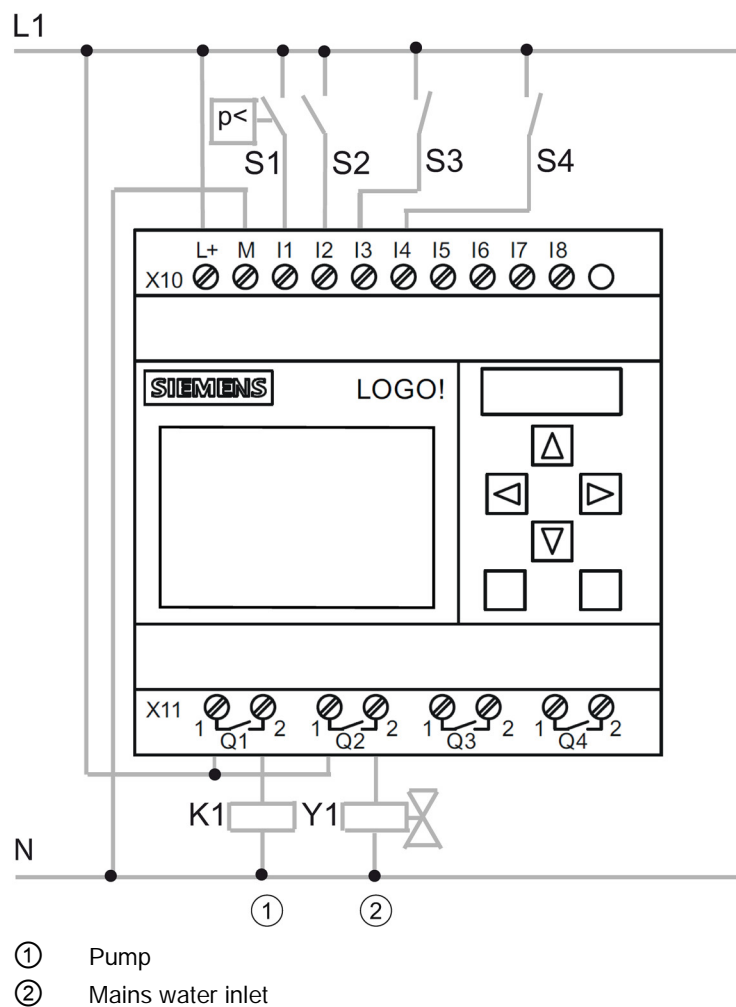 L1
p<
S1 S2 S3 S4
L+ M I1 I2 I3 I4 I5 I6 I7 I8
X10
SIEMENS LOGO!
X11 1 2 1 2 1 2 1 2
Q1 Q2 Q3 Q4
K1 Y1
N
1 2
1 Pump
2 Mains water inlet